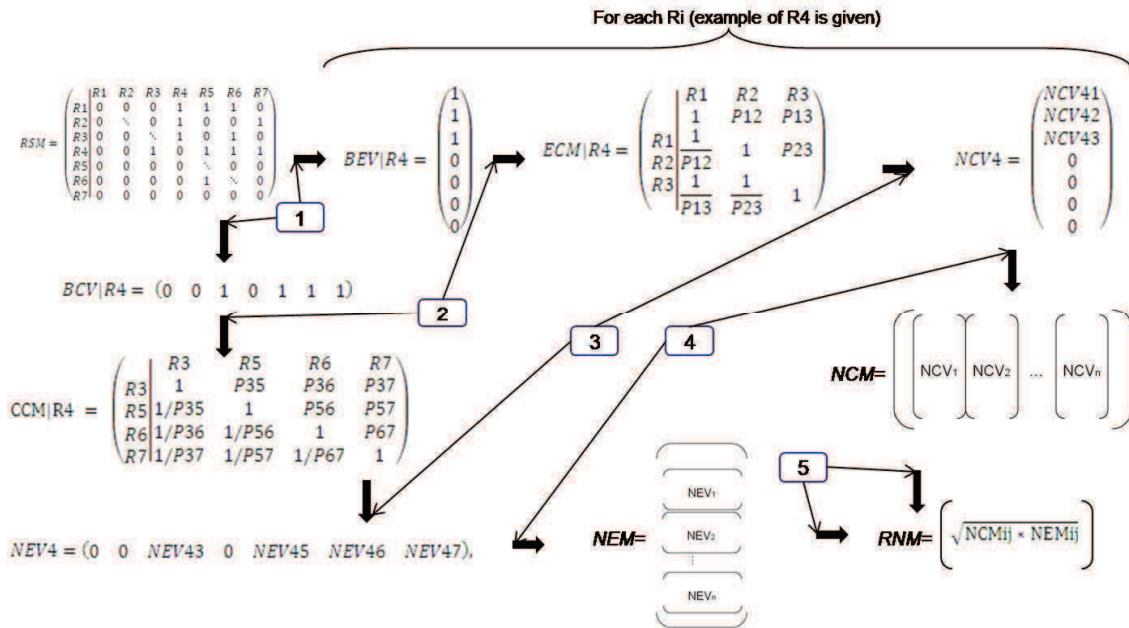 For each Ri (example of R4 is given)
R1 R2 R3 R4 R5 R6 R7
R1 0 0 0 1 1 1 0
R2 0 ⋱ 0 1 0 0 1
R3 0 0 ⋱ 1 0 1 0
RSM =
R4 0 0 1 0 1 1 1
R5 0 0 0 0 ⋱ 0 0
R6 0 0 0 0 1 ⋱ 0
R7 0 0 0 0 0 0 0
BEV|R4 =
1
1
1
0
0
0
0
ECM|R4 =
R1 R2 R3
1 P12 P13
R1 1
R2 P12 1 P23
R3 1 1
P13 P23 1
NCV4 =
NCV41
NCV42
NCV43
0
0
0
0
1
BCV|R4 = (0 0 1 0 1 1 1)
2
3
4
CCM|R4 =
R3 R5 R6 R7
R3 1 P35 P36 P37
R5 1/P35 1 P56 P57
R6 1/P36 1/P56 1 P67
R7 1/P37 1/P57 1/P67 1
NCM= NCV1 NCV2 ... NCVn
5
NEV4 = (0 0 NEV43 0 NEV45 NEV46 NEV47).
NEM=
NEV1
NEV2
⋮
NEVn
RNM= √NCMij * NEMij